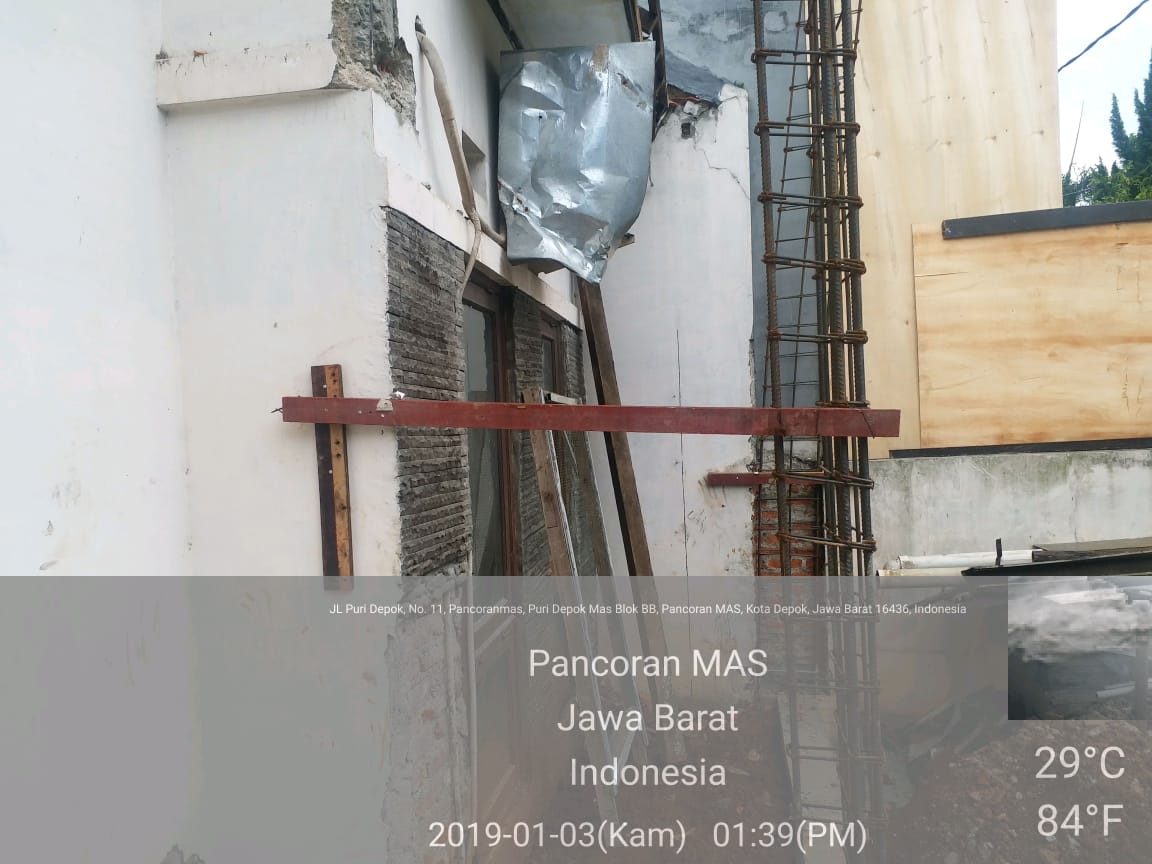 JL Puri Depok, No. 11, Pancoranmas, Puri Depok Mas Blok BB, Pancoran MAS, Kota Depok, Jawa Barat 16436, Indonesia
Pancoran MAS
Jawa Barat
Indonesia
29°C
84°F
2019-01-03(Kam) 01:39(PM)